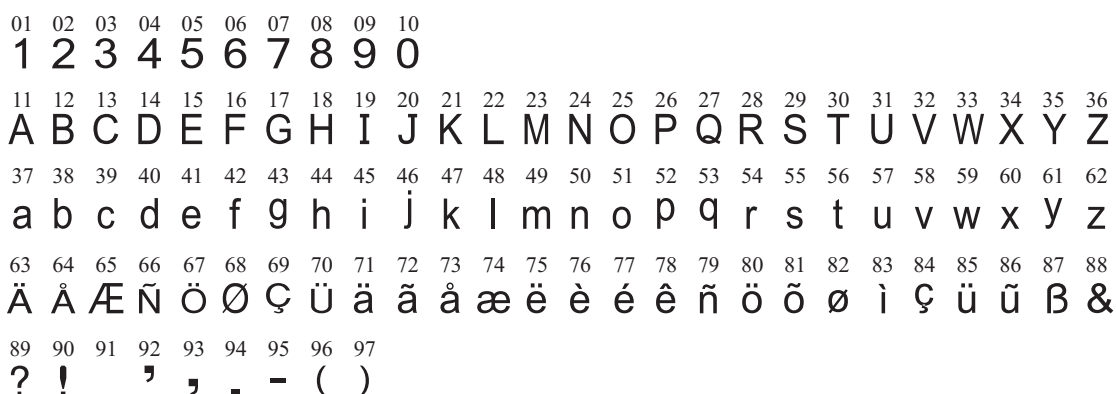 01 02 03 04 05 06 07 08 09 10
1 2 3 4 5 6 7 8 9 0
11 12 13 14 15 16 17 18 19 20 21 22 23 24 25 26 27 28 29 30 31 32 33 34 35 36
A B C D E F G H I J K L M N O P Q R S T U V W X Y Z
37 38 39 40 41 42 43 44 45 46 47 48 49 50 51 52 53 54 55 56 57 58 59 60 61 62
a b c d e f g h i j k l m n o p q r s t u v w x y z
63 64 65 66 67 68 69 70 71 72 73 74 75 76 77 78 79 80 81 82 83 84 85 86 87 88
Ä Å Æ Ñ Ö Ø Ç Ü ä ã å æ ë è é ê ñ ö õ ø ì ç ü ũ ß &
89 90 91 92 93 94 95 96 97
? ! ’ , . - ( )